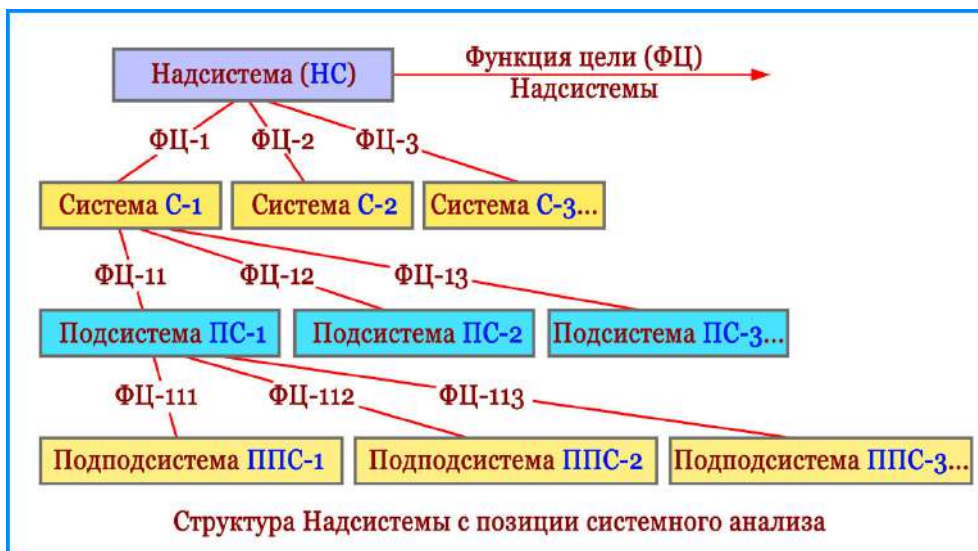 Надсистема (НС)
Функция цели (ФЦ)
Надсистемы
ФЦ-1
ФЦ-2
ФЦ-3
Система С-1
Система С-2
Система С-3...
ФЦ-11
ФЦ-12
ФЦ-13
Подсистема ПС-1
Подсистема ПС-2
Подсистема ПС-3...
ФЦ-111
ФЦ-112
ФЦ-113
Подподсистема ППС-1
Подподсистема ППС-2
Подподсистема ППС-3...
Структура Надсистемы с позиции системного анализа